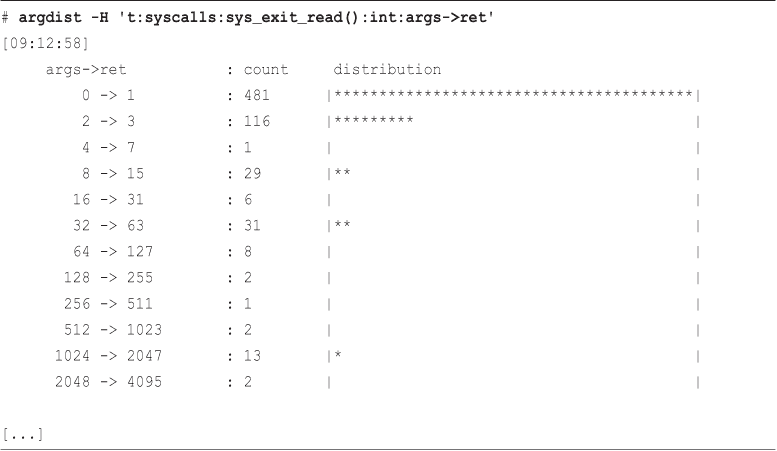 # argdist -H 't:syscalls:sys_exit_read():int:args->ret'
[09:12:58]
     args->ret           : count     distribution
         0 -> 1          : 481      |****************************************|
         2 -> 3          : 116      |*********                               |
         4 -> 7          : 1        |                                        |
         8 -> 15         : 29       |**                                      |
        16 -> 31         : 6        |                                        |
        32 -> 63         : 31       |**                                      |
        64 -> 127        : 8        |                                        |
       128 -> 255        : 2        |                                        |
       256 -> 511        : 1        |                                        |
       512 -> 1023       : 2        |                                        |
      1024 -> 2047       : 13       |*                                       |
      2048 -> 4095       : 2        |                                        |
[...]